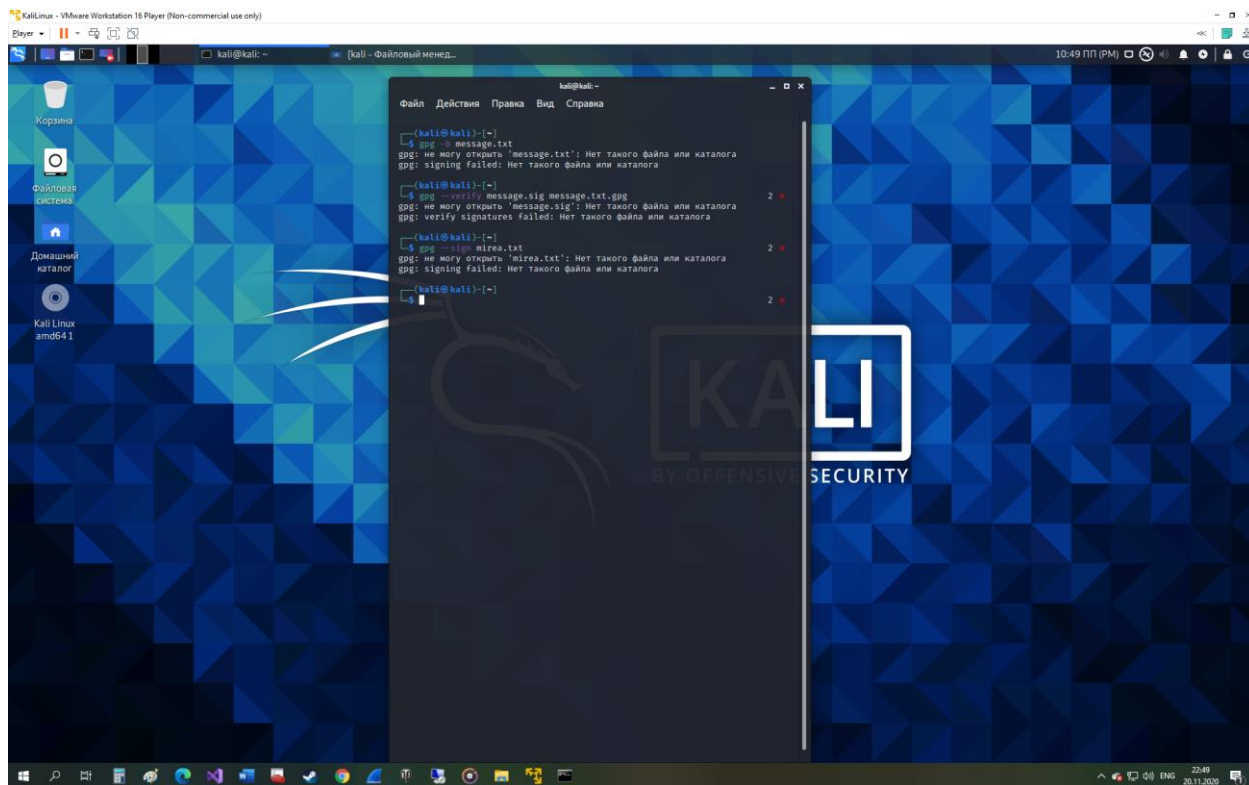 KaliLinux - VMware Workstation 16 Player (Non-commercial use only)
Player
kali@kali: ~
[kali - Файловый менед...
10:49 ПП (PM)
Корзина
Файловая
система
Домашний
каталог
Kali Linux
amd64 1
kali@kali: ~
Файл Действия Правка Вид Справка
(kali㉿kali)-[~]
$ gpg -b message.txt
gpg: не могу открыть 'message.txt': Нет такого файла или каталога
gpg: signing failed: Нет такого файла или каталога
(kali㉿kali)-[~]
$ gpg --verify message.sig message.txt.gpg 2 ×
gpg: не могу открыть 'message.sig': Нет такого файла или каталога
gpg: verify signatures failed: Нет такого файла или каталога
(kali㉿kali)-[~]
$ gpg --sign mirea.txt 2 ×
gpg: не могу открыть 'mirea.txt': Нет такого файла или каталога
gpg: signing failed: Нет такого файла или каталога
(kali㉿kali)-[~]
$ 2 ×
KALI
BY OFFENSIVE SECURITY
ENG
22:49
20.11.2020